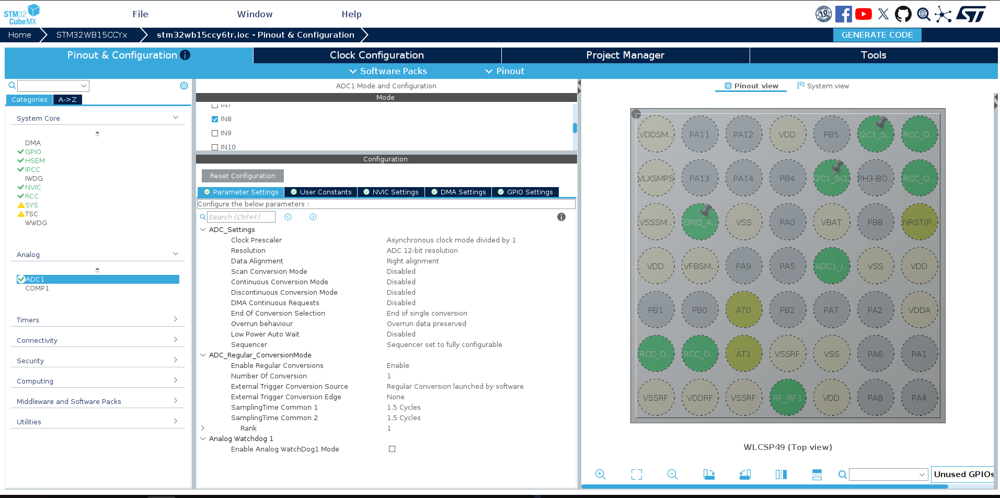 STM32
CubeMX
File
Window
Help
10
Home
STM32WB15CCYx
stm32wb15ccy6tr.ioc - Pinout & Configuration
GENERATE CODE
Pinout & Configuration
Clock Configuration
Project Manager
Tools
Software Packs
Pinout
Categories
A->Z
System Core
DMA
GPIO
HSEM
IPCC
IWDG
NVIC
RCC
SYS
TSC
WWDG
Analog
ADC1
COMP1
Timers
Connectivity
Security
Computing
Middleware and Software Packs
Utilities
ADC1 Mode and Configuration
Mode
IN7
IN8
IN9
IN10
Configuration
Reset Configuration
Parameter Settings
User Constants
NVIC Settings
DMA Settings
GPIO Settings
Configure the below parameters :
Search (Ctrl+F)
ADC_Settings
Clock Prescaler Asynchronous clock mode divided by 1
Resolution ADC 12-bit resolution
Data Alignment Right alignment
Scan Conversion Mode Disabled
Continuous Conversion Mode Disabled
Discontinuous Conversion Mode Disabled
DMA Continuous Requests Disabled
End Of Conversion Selection End of single conversion
Overrun behaviour Overrun data preserved
Low Power Auto Wait Disabled
Sequencer Sequencer set to fully configurable
ADC_Regular_ConversionMode
Enable Regular Conversions Enable
Number Of Conversion 1
External Trigger Conversion Source Regular Conversion launched by software
External Trigger Conversion Edge None
SamplingTime Common 1 1.5 Cycles
SamplingTime Common 2 1.5 Cycles
Rank 1
Analog Watchdog 1
Enable Analog WatchDog1 Mode
Pinout view
System view
VDDSM.. PA11 PA12 VDD PB5 I2C1_S.. RCC_O..
VLXSMPS PA13 PA14 PB4 I2C1_SCL PH3-BO.. RCC_O..
VSSSM.. GPIO_A.. VSS PA0 VBAT PB8 NRST(P..
VDD VFBSM.. PA9 PA5 ADC1_I.. VSS VDD
PB1 PB0 AT0 PB2 PA7 PA2 VDDA
RCC_O.. RCC_O.. AT1 VSSRF VSS PA6 PA1
VSSRF VDDRF VSSRF RF_RF1 VDD PA8 PA4
WLCSP49 (Top view)
Unused GPIOs